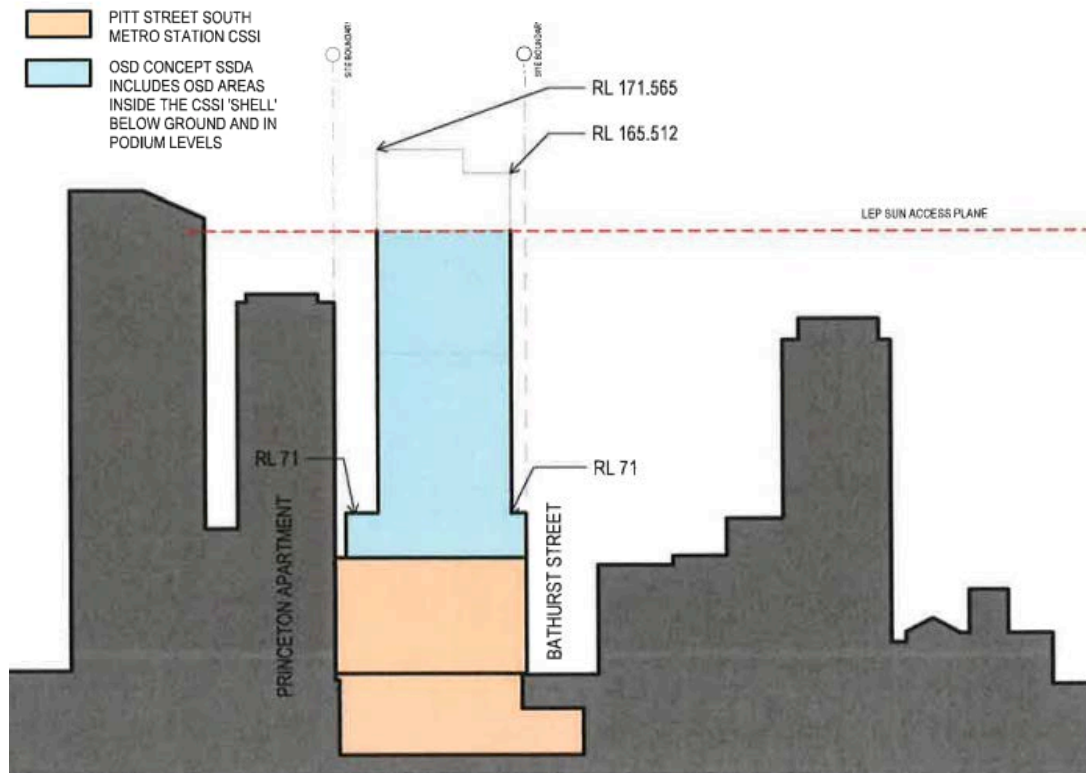 PITT STREET SOUTH
METRO STATION CSSI
OSD CONCEPT SSDA
INCLUDES OSD AREAS
INSIDE THE CSSI 'SHELL'
BELOW GROUND AND IN
PODIUM LEVELS
SITE BOUNDARY
SITE BOUNDARY
RL 171.565
RL 165.512
LEP SUN ACCESS PLANE
RL 71
RL 71
PRINCETON APARTMENT
BATHURST STREET